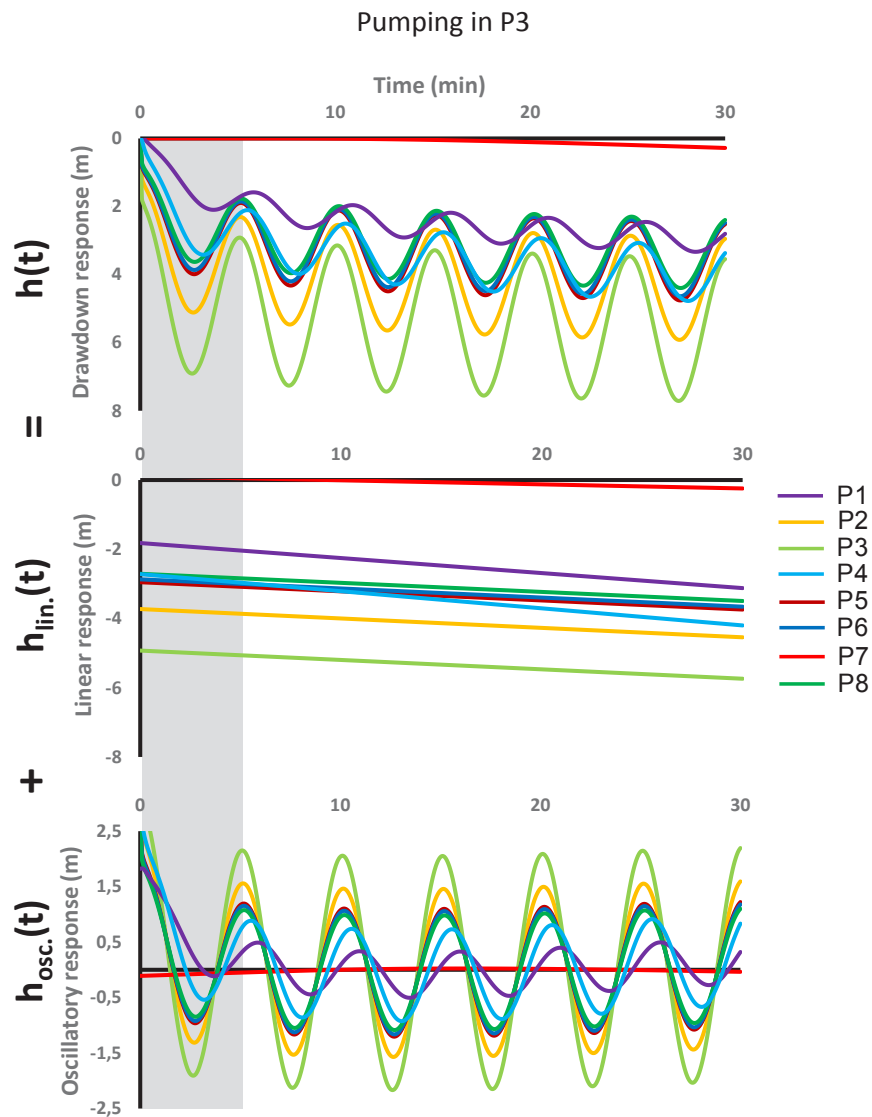 Pumping in P3
Time (min)
0 10 20 30
h(t)
Drawdown response (m)
0
2
4
6
8
=
0 10 20 30
h lin.(t)
Linear response (m)
0
-2
-4
-6
-8
P1
P2
P3
P4
P5
P6
P7
P8
+
0 10 20 30
h osc.(t)
Oscillatory response (m)
2,5
1,5
0,5
-0,5
-1,5
-2,5